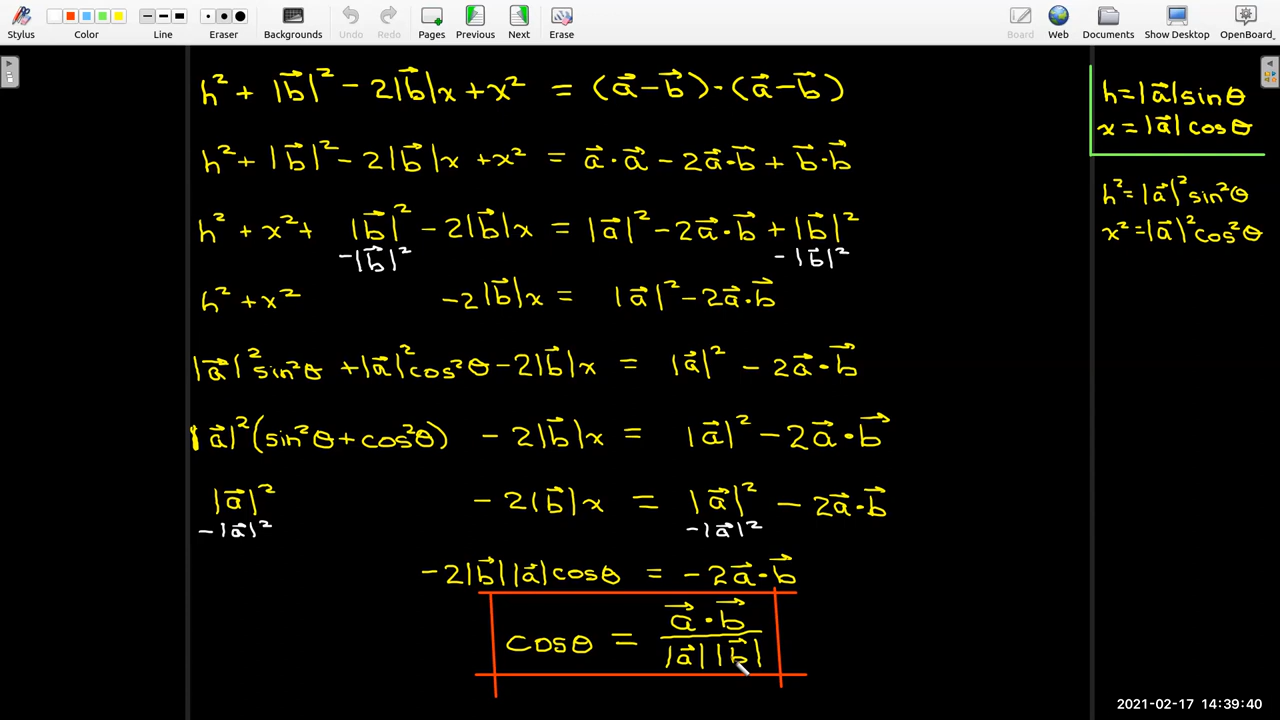 Stylus Color Line Eraser Backgrounds Undo Redo Pages Previous Next Erase Board Web Documents Show Desktop OpenBoard
h² + |b⃗|² − 2|b⃗|x + x² = (a⃗−b⃗)·(a⃗−b⃗)
h² + |b⃗|² − 2|b⃗|x + x² = a⃗·a⃗ − 2a⃗·b⃗ + b⃗·b⃗
h² + x² + |b⃗|² − 2|b⃗|x = |a⃗|² − 2a⃗·b⃗ + |b⃗|²
−|b⃗|² −|b⃗|²
h² + x² −2|b⃗|x = |a⃗|² − 2a⃗·b⃗
|a⃗|² sin²θ + |a⃗|² cos²θ − 2|b⃗|x = |a⃗|² − 2a⃗·b⃗
|a⃗|²(sin²θ + cos²θ) − 2|b⃗|x = |a⃗|² − 2a⃗·b⃗
|a⃗|² − 2|b⃗|x = |a⃗|² − 2a⃗·b⃗
−|a⃗|² −|a⃗|²
−2|b⃗||a⃗|cosθ = −2a⃗·b⃗
cosθ = a⃗·b⃗ / |a⃗||b⃗|
h = |a⃗| sinθ
x = |a⃗| cosθ
h² = |a⃗|² sin²θ
x² = |a⃗|² cos²θ
2021-02-17 14:39:40